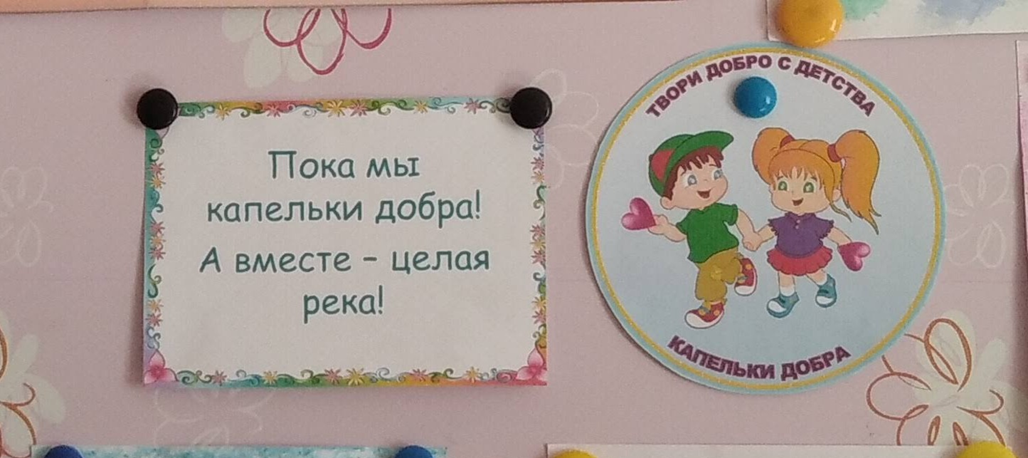 Пока мы
капельки добра!
А вместе - целая
река!
ТВОРИ ДОБРО С ДЕТСТВА
КАПЕЛЬКИ ДОБРА